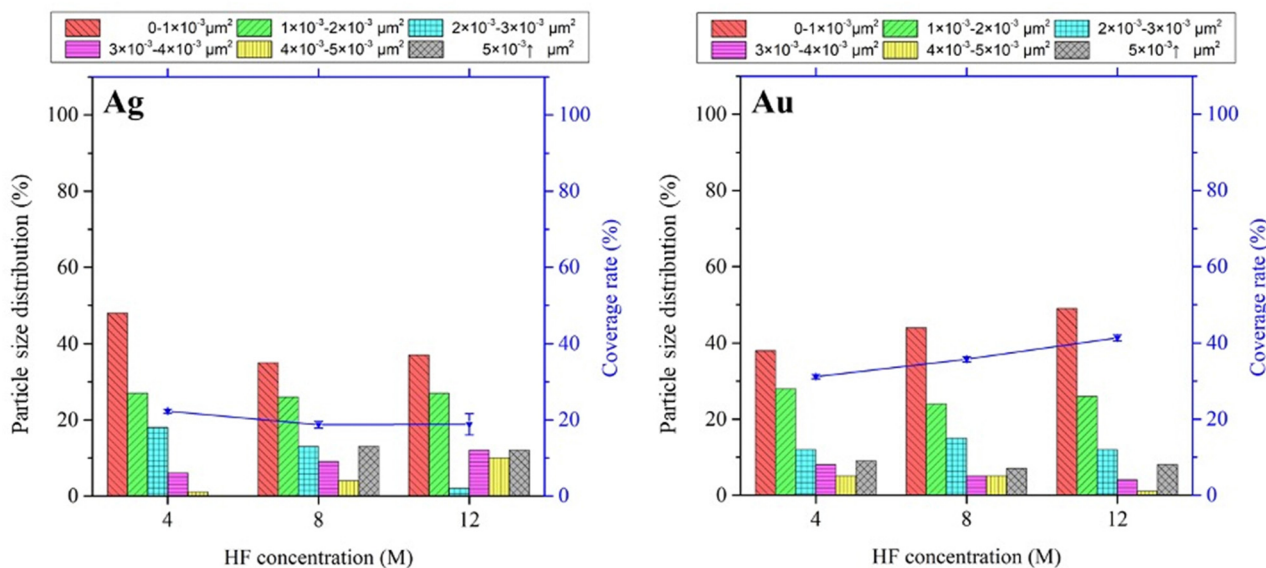 0-1×10⁻³μm² 1×10⁻³-2×10⁻³ μm² 2×10⁻³-3×10⁻³ μm²
3×10⁻³-4×10⁻³ μm² 4×10⁻³-5×10⁻³ μm² 5×10⁻³↑ μm²
Ag
Particle size distribution (%)
100
80
60
40
20
0
4 8 12
HF concentration (M)
100
80
60
40
20
0
Coverage rate (%)
0-1×10⁻³μm² 1×10⁻³-2×10⁻³ μm² 2×10⁻³-3×10⁻³ μm²
3×10⁻³-4×10⁻³ μm² 4×10⁻³-5×10⁻³ μm² 5×10⁻³↑ μm²
Au
Particle size distribution (%)
100
80
60
40
20
0
4 8 12
HF concentration (M)
100
80
60
40
20
0
Coverage rate (%)